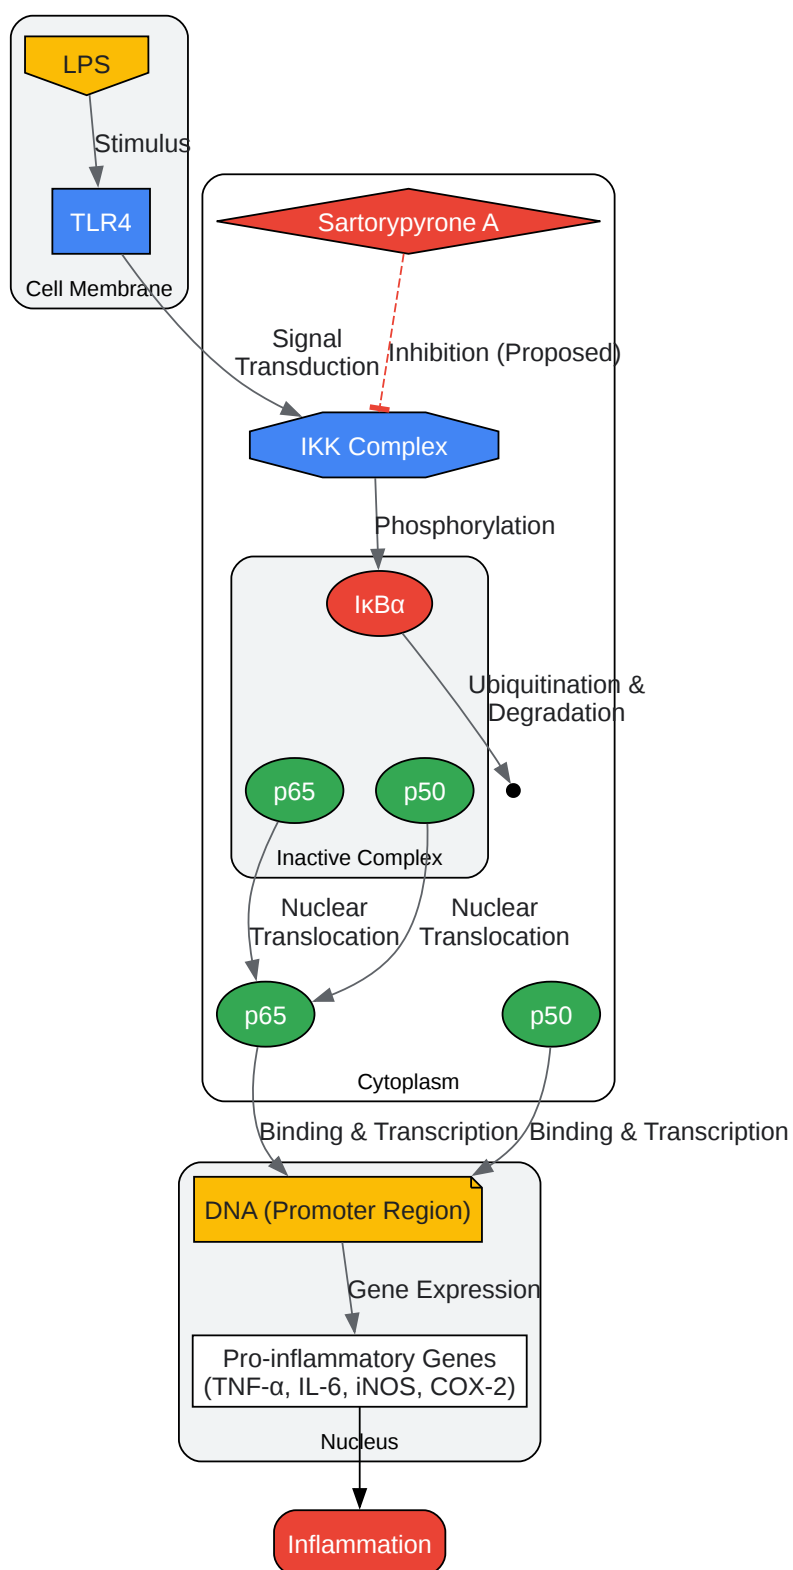 LPS
Stimulus
TLR4
Cell Membrane
Sartorypyrone A
Signal
Transduction
Inhibition (Proposed)
IKK Complex
Phosphorylation
IκBα
Ubiquitination &
Degradation
p65
p50
Inactive Complex
Nuclear
Translocation
Nuclear
Translocation
p65
p50
Cytoplasm
Binding & Transcription
Binding & Transcription
DNA (Promoter Region)
Gene Expression
Pro-inflammatory Genes
(TNF-α, IL-6, iNOS, COX-2)
Nucleus
Inflammation